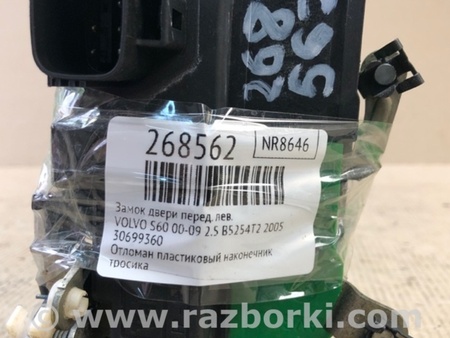 268
562
268562
NR8646
Замок двери перед. лев.
VOLVO S60 00-09 2.5 B5254T2 2005
30699360
Отломан пластиковый наконечник
тросика
www.razborki.com